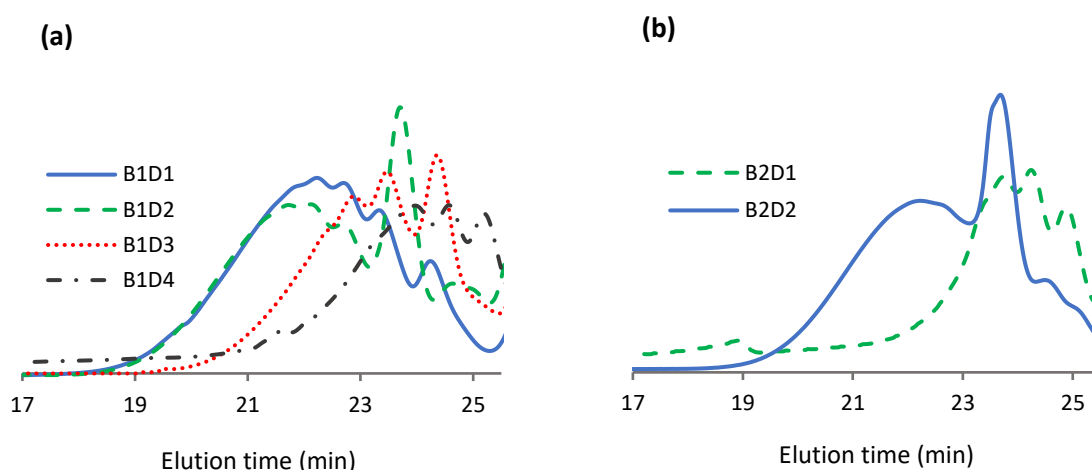 (a)
B1D1
B1D2
B1D3
B1D4
17 19 21 23 25
Elution time (min)
(b)
B2D1
B2D2
17 19 21 23 25
Elution time (min)